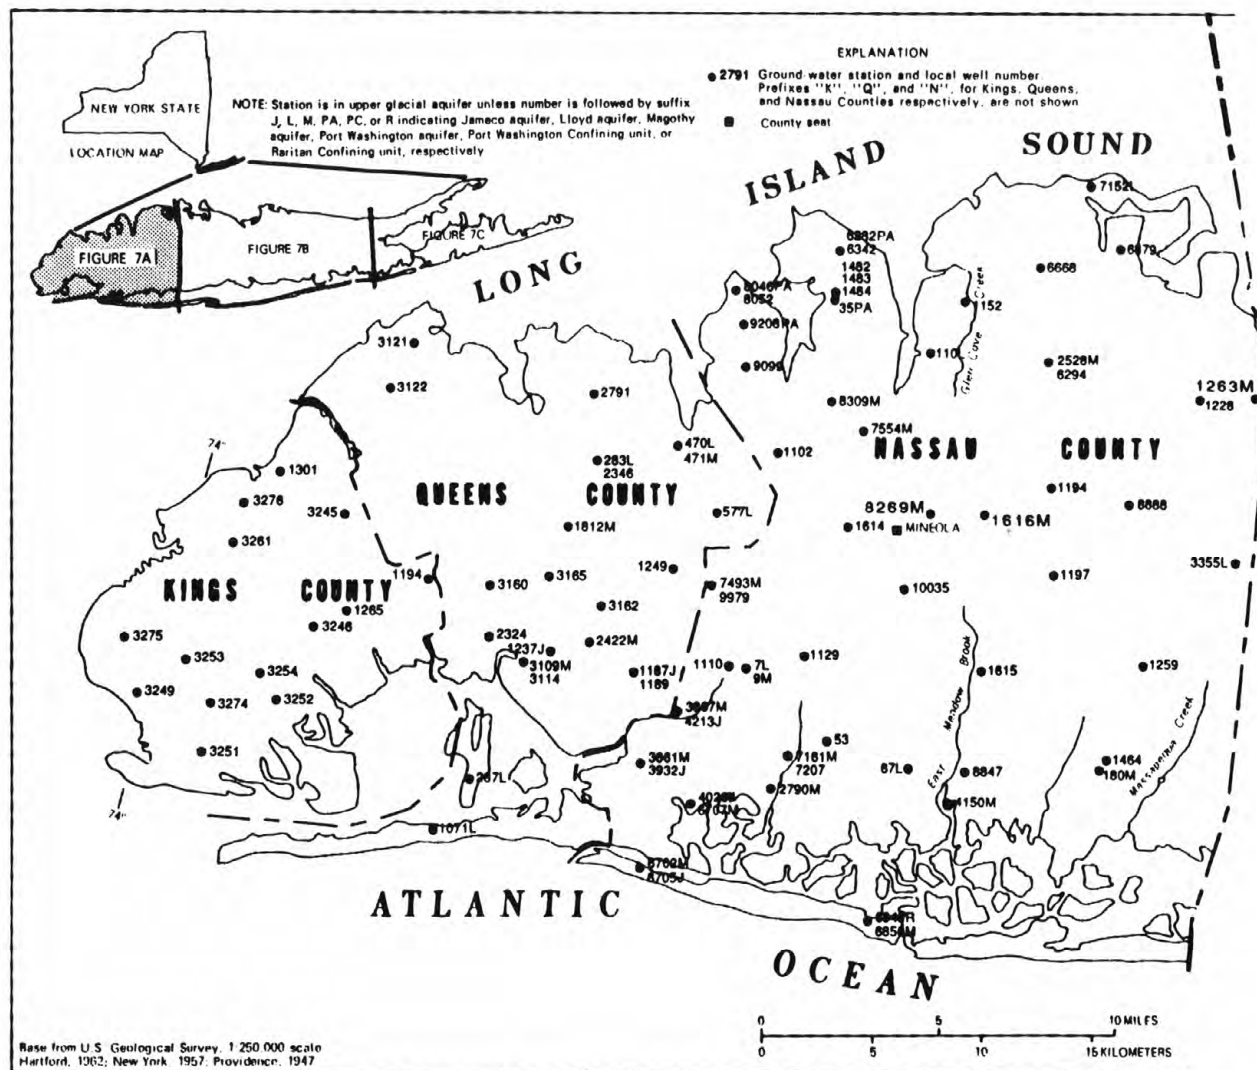 EXPLANATION
2791 Ground-water station and local well number.
Prefixes "K", "Q", and "N", for Kings, Queens,
and Nassau Counties respectively, are not shown
County seat
NEW YORK STATE
LOCATION MAP
NOTE: Station is in upper glacial aquifer unless number is followed by suffix
J, L, M, PA, PC, or R indicating Jameco aquifer, Lloyd aquifer, Magothy
aquifer, Port Washington aquifer, Port Washington Confining unit, or
Raritan Confining unit, respectively
FIGURE 7A
FIGURE 7B
FIGURE 7C
LONG
ISLAND
SOUND
7152L
6342
6879
6668
1482
1483
1484
35PA
8052
152
Glen Cove Creek
9099
2528M
6294
1263M
1228
8309M
7554M
1102
NASSAU COUNTY
1194
8888
8269M
1616M
1614
MINEOLA
3355L
10035
1197
3121
3122
2791
470L
471M
283L
2346
QUEENS COUNTY
577L
1812M
1249
7493M
9979
3165
3160
3162
2422M
2324
1237J
3109M
3114
1187J
1189
1301
3276
3245
3261
KINGS COUNTY
1194
1265
3246
3275
3253
3254
3249
3274
3252
3251
74°
74°
1110
7L
9M
1129
1615
1259
East Meadow Brook
Massapequa Creek
4213J
53
7161M
7207
67L
6847
1464
180M
3861M
3932J
267L
2790M
4150M
1071L
ATLANTIC
OCEAN
0 5 10 MILES
0 5 10 15 KILOMETERS
Base from U.S. Geological Survey, 1:250,000 scale
Hartford, 1962; New York, 1957; Providence, 1947